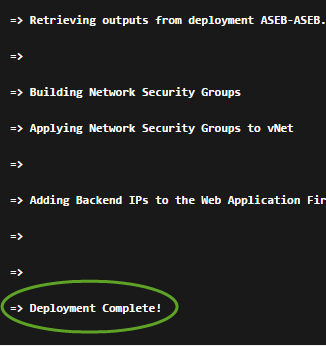 => Retrieving outputs from deployment ASEB-ASEB.
=>
=> Building Network Security Groups
=> Applying Network Security Groups to vNet
=>
=> Adding Backend IPs to the Web Application Fir
=>
=>
=> Deployment Complete!